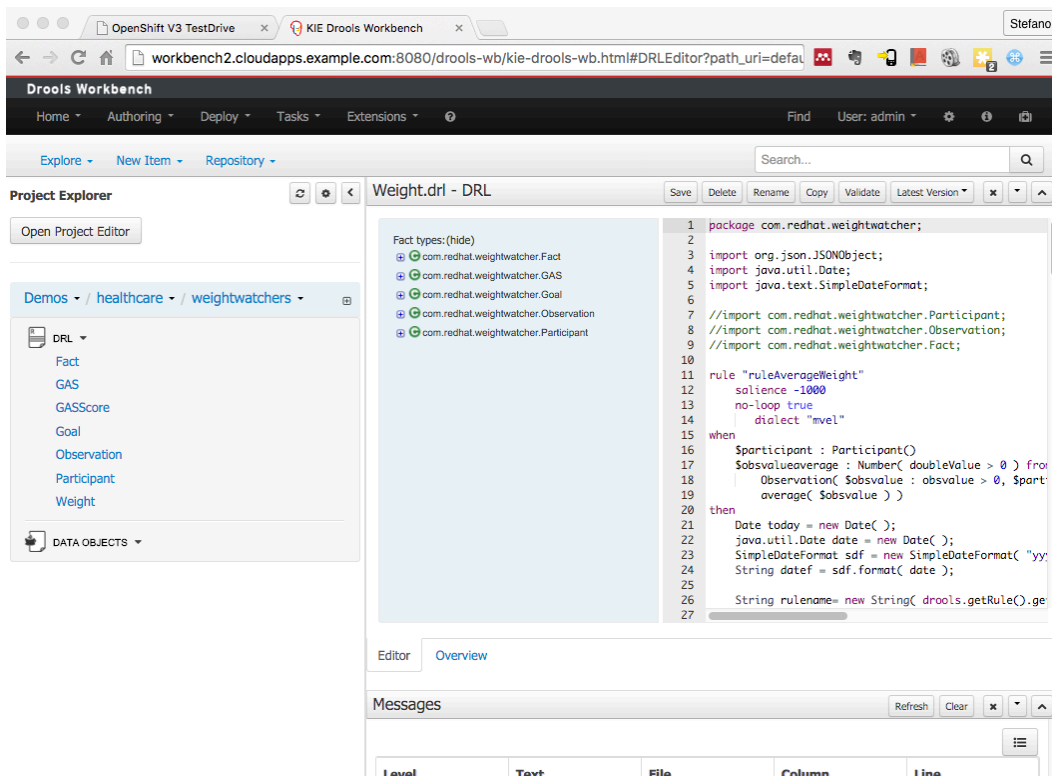 OpenShift V3 TestDrive
KIE Drools Workbench
Stefano
workbench2.cloudapps.example.com:8080/drools-wb/kie-drools-wb.html#DRLEditor?path_uri=defau
2
Drools Workbench
Home Authoring Deploy Tasks Extensions Find User: admin
Explore New Item Repository Search...
Project Explorer
Open Project Editor
Demos / healthcare / weightwatchers
DRL
Fact
GAS
GASScore
Goal
Observation
Participant
Weight
DATA OBJECTS
Weight.drl - DRL Save Delete Rename Copy Validate Latest Version
Fact types:(hide)
com.redhat.weightwatcher.Fact
com.redhat.weightwatcher.GAS
com.redhat.weightwatcher.Goal
com.redhat.weightwatcher.Observation
com.redhat.weightwatcher.Participant
1 package com.redhat.weightwatcher;
2
3 import org.json.JSONObject;
4 import java.util.Date;
5 import java.text.SimpleDateFormat;
6
7 //import com.redhat.weightwatcher.Participant;
8 //import com.redhat.weightwatcher.Observation;
9 //import com.redhat.weightwatcher.Fact;
10
11 rule "ruleAverageWeight"
12 salience -1000
13 no-loop true
14 dialect "mvel"
15 when
16 $participant : Participant()
17 $obsvalueaverage : Number( doubleValue > 0 ) from
18 Observation( $obsvalue : obsvalue > 0, $part
19 average( $obsvalue ) )
20 then
21 Date today = new Date( );
22 java.util.Date date = new Date( );
23 SimpleDateFormat sdf = new SimpleDateFormat( "yyy
24 String datef = sdf.format( date );
25
26 String rulename= new String( drools.getRule().ge
27
Editor Overview
Messages Refresh Clear
Level Text File Column Line